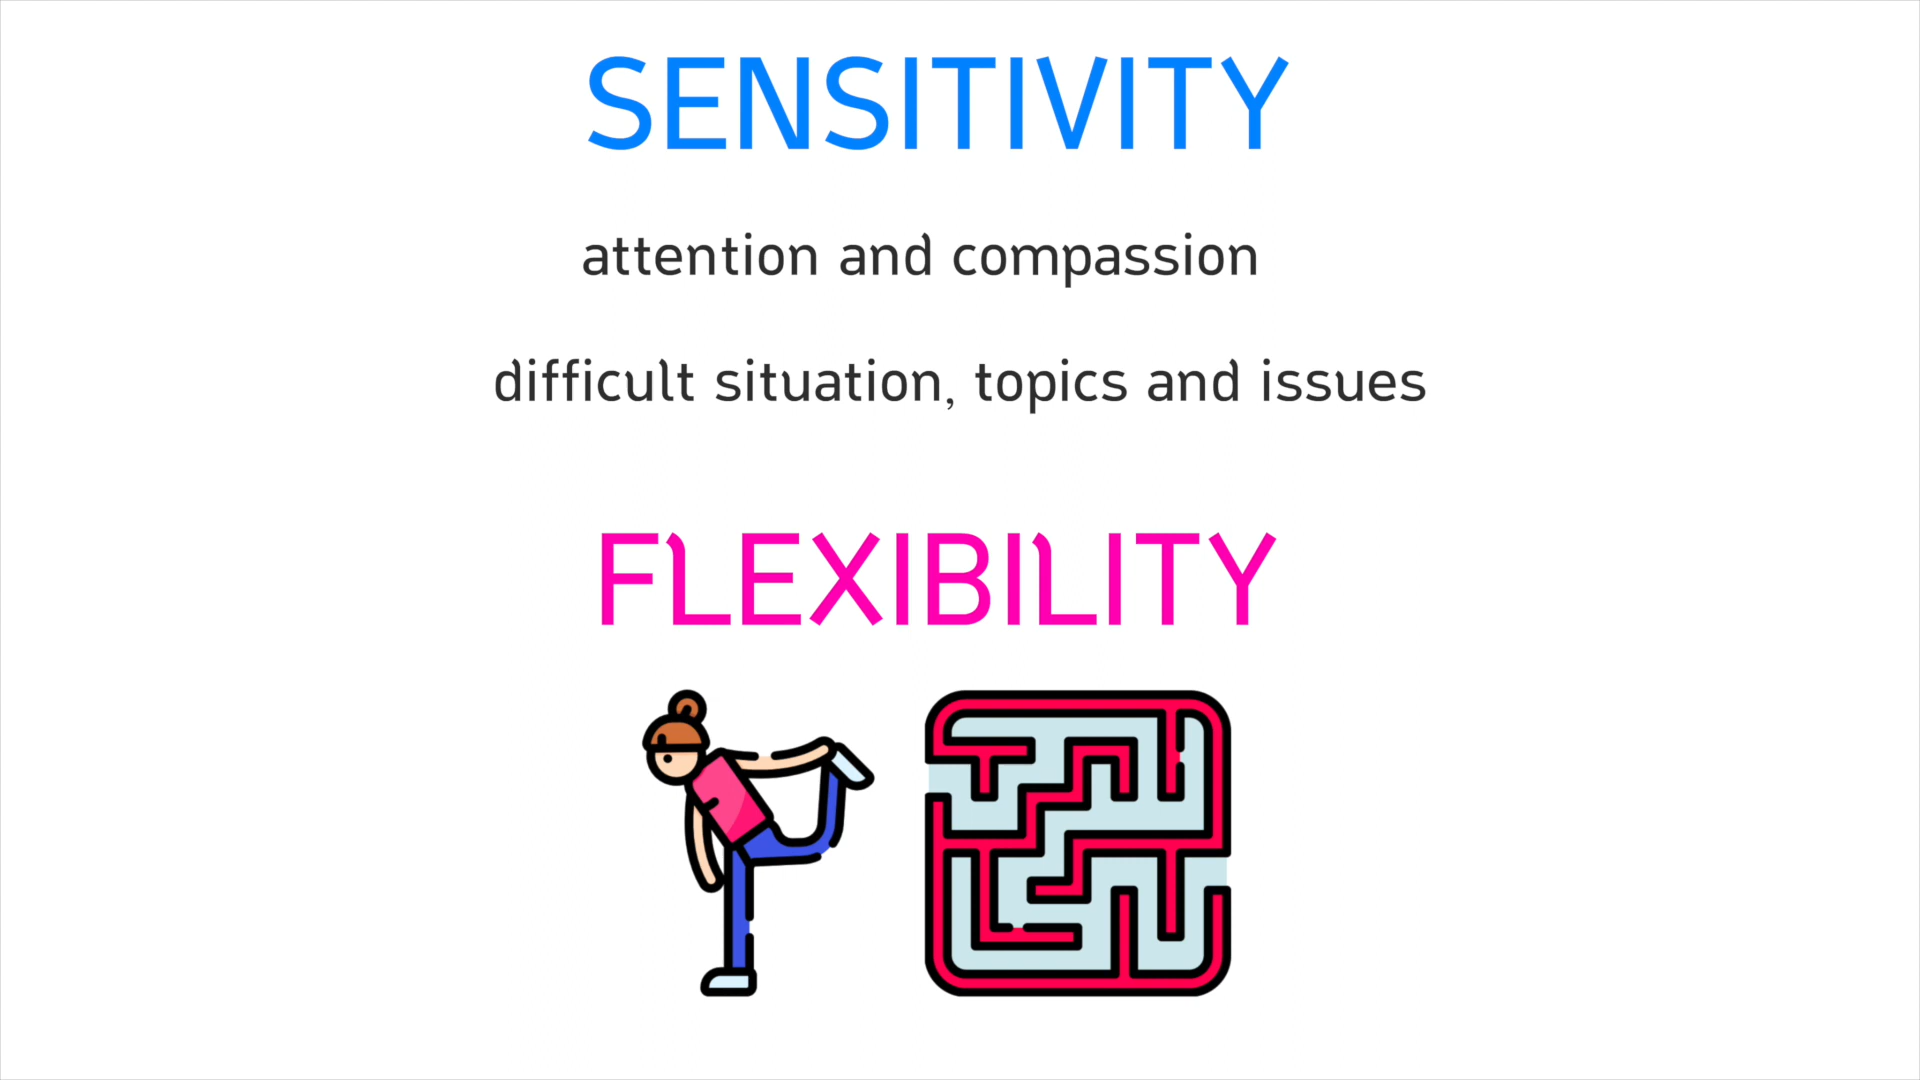 SENSITIVITY
attention and compassion
difficult situation, topics and issues
FLEXIBILITY